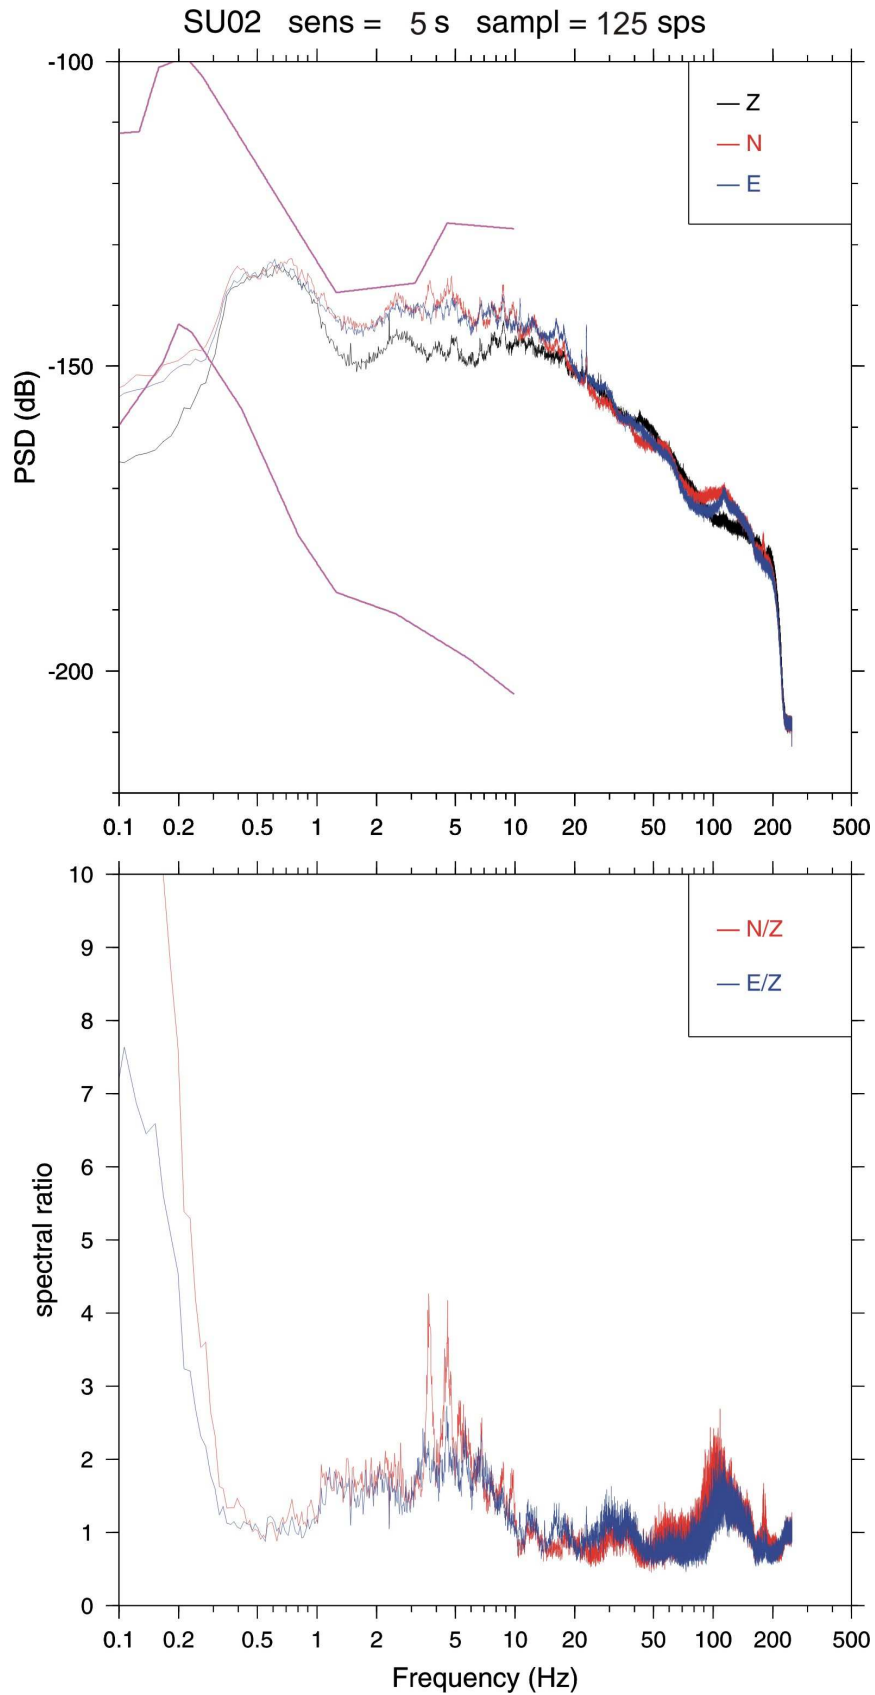 SU02 sens = 5 s sampl = 125 sps
-100
Z
N
E
-150
PSD (dB)
-200
0.1 0.2 0.5 1 2 5 10 20 50 100 200 500
10
N/Z
9
E/Z
8
7
6
5
spectral ratio
4
3
2
1
0
0.1 0.2 0.5 1 2 5 10 20 50 100 200 500
Frequency (Hz)